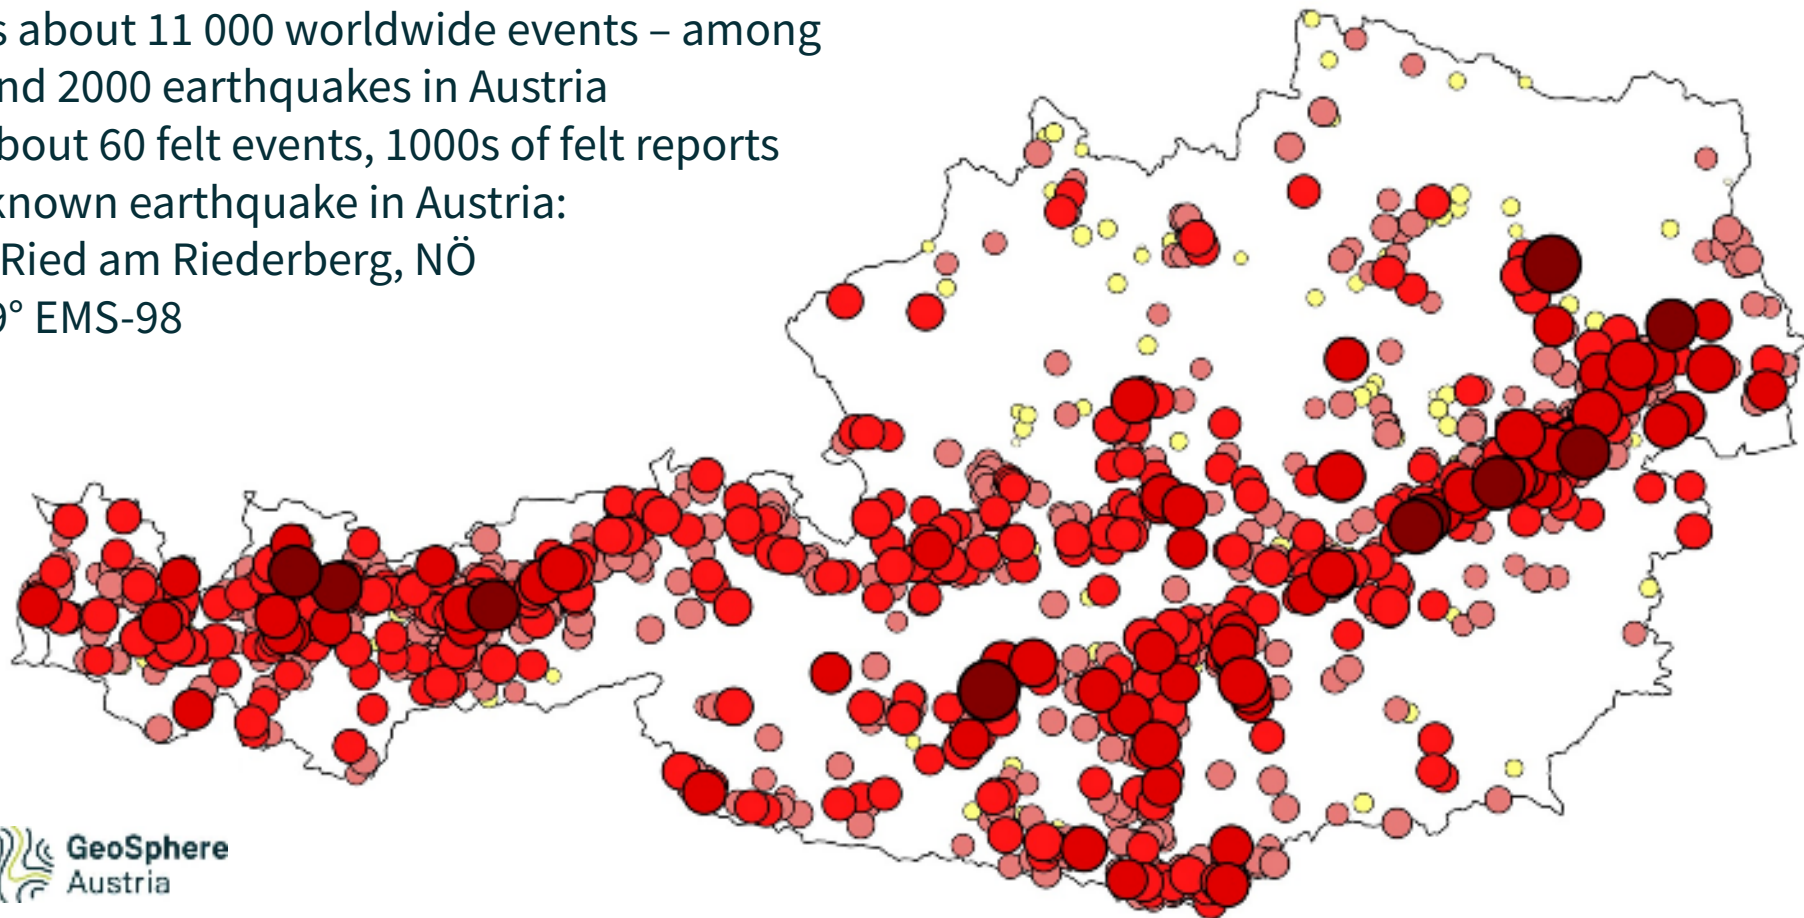 s about 11 000 worldwide events – among
nd 2000 earthquakes in Austria
bout 60 felt events, 1000s of felt reports
known earthquake in Austria:
Ried am Riederberg, NÖ
9° EMS-98
GeoSphere
Austria